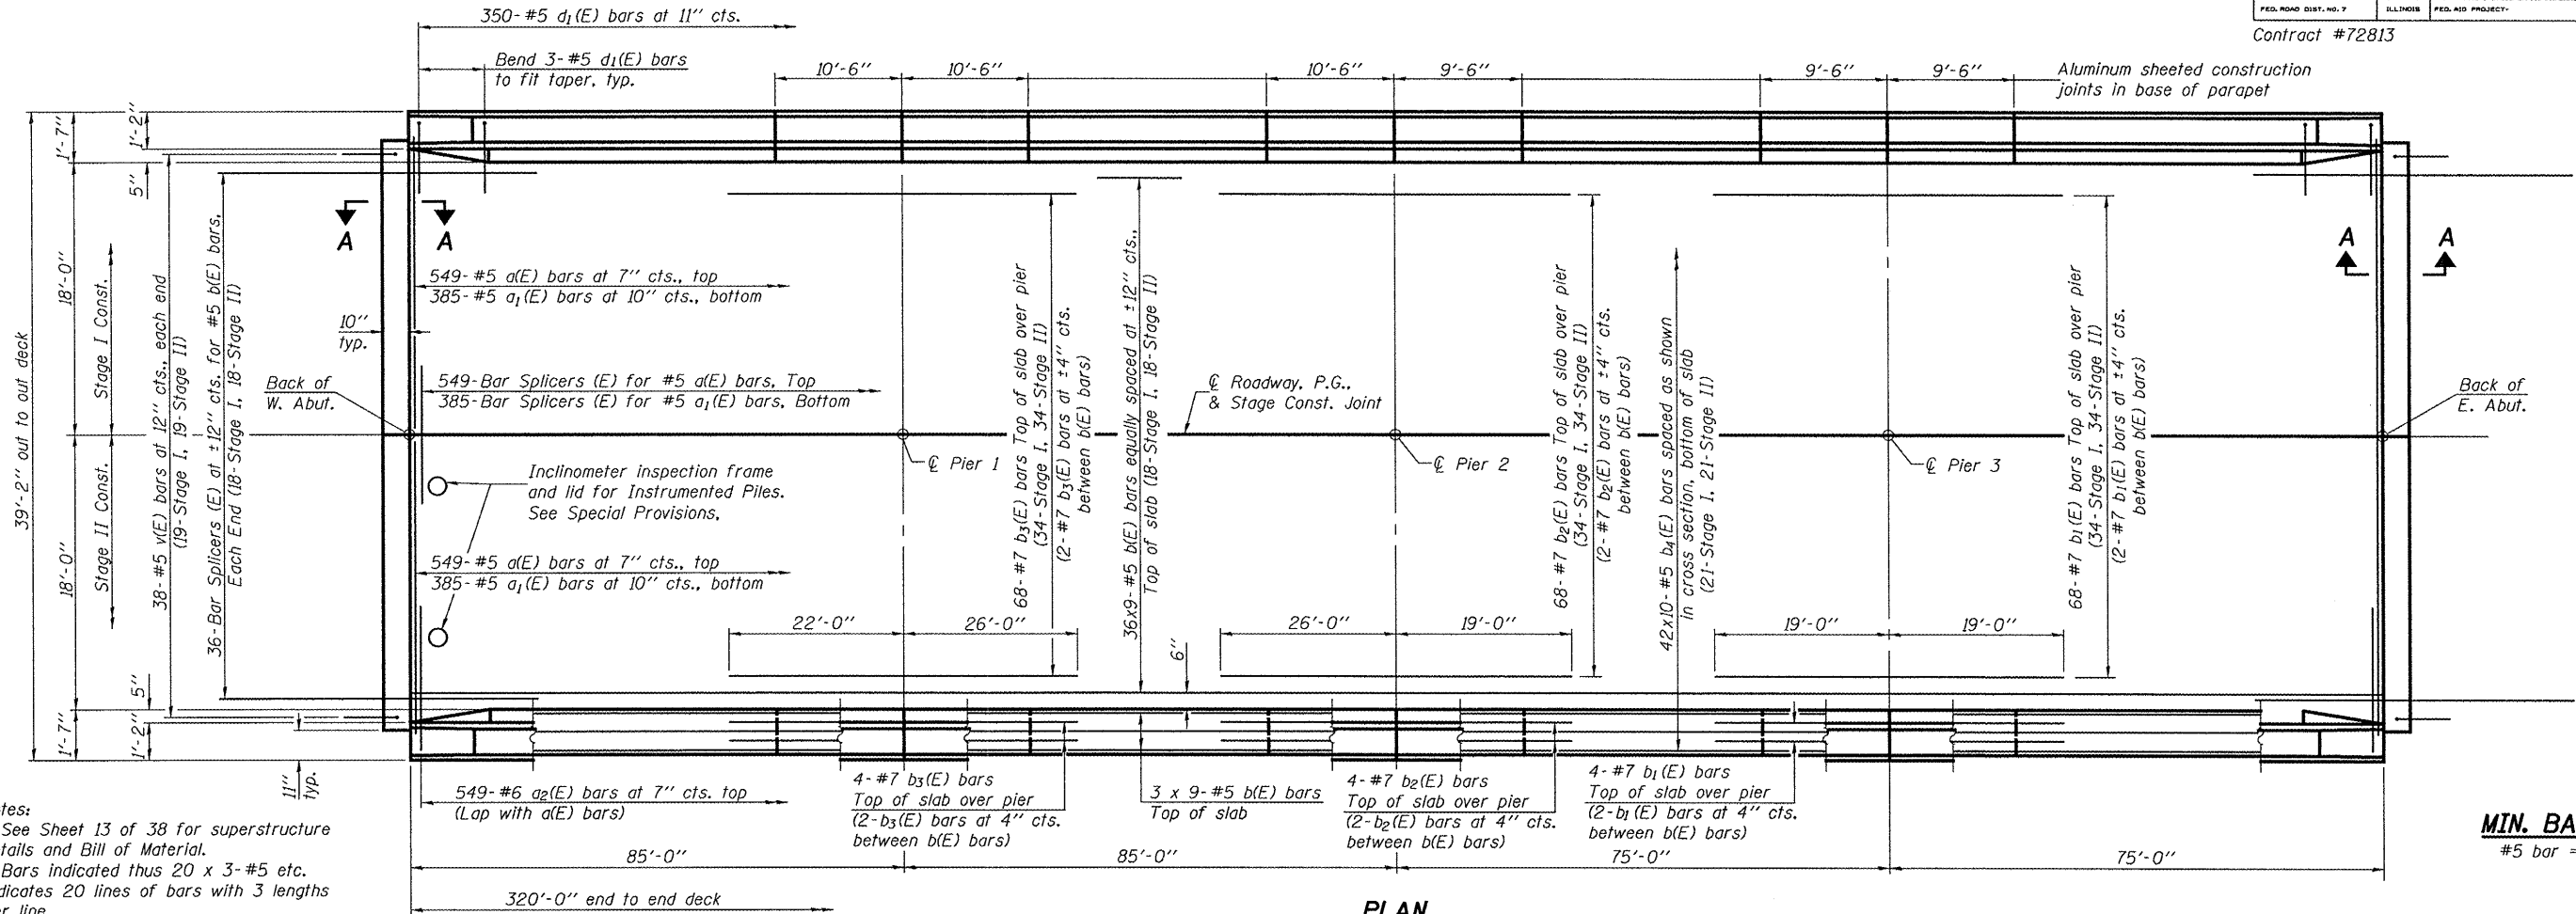 FED. ROAD DIST. NO. 7
ILLINOIS
FED. AID PROJECT-
Contract #72813
350-#5 d1(E) bars at 11" cts.
Bend 3-#5 d1(E) bars
to fit taper, typ.
10'-6"
10'-6"
10'-6"
9'-6"
9'-6"
9'-6"
Aluminum sheeted construction
joints in base of parapet
39'-2" out to out deck
1'-7"
1'-2"
5"
18'-0"
Stage I Const.
18'-0"
Stage II Const.
5"
1'-7"
1'-2"
11"
typ.
38-#5 v(E) bars at 12" cts., each end
(19-Stage I, 19-Stage II)
36-Bar Splicers (E) at ±12" cts. for #5 b(E) bars,
Each End (18-Stage I, 18-Stage II)
A
A
A
A
10"
typ.
Back of
W. Abut.
549-#5 a(E) bars at 7" cts., top
385-#5 a1(E) bars at 10" cts., bottom
549-Bar Splicers (E) for #5 a(E) bars, Top
385-Bar Splicers (E) for #5 a1(E) bars, Bottom
Inclinometer inspection frame
and lid for Instrumented Piles.
See Special Provisions,
549-#5 a(E) bars at 7" cts., top
385-#5 a1(E) bars at 10" cts., bottom
℄ Pier 1
68-#7 b3(E) bars Top of slab over pier
(34-Stage I, 34-Stage II)
(2-#7 b3(E) bars at ±4" cts.
between b(E) bars)
36x9-#5 b(E) bars equally spaced at ±12" cts.,
Top of slab (18-Stage I, 18-Stage II)
℄ Roadway, P.G.,
& Stage Const. Joint
℄ Pier 2
68-#7 b2(E) bars Top of slab over pier
(34-Stage I, 34-Stage II)
(2-#7 b2(E) bars at ±4" cts.
between b(E) bars)
42x10-#5 b4(E) bars spaced as shown
in cross section, bottom of slab
(21-Stage I, 21-Stage II)
℄ Pier 3
68-#7 b1(E) bars Top of slab over pier
(34-Stage I, 34-Stage II)
(2-#7 b1(E) bars at ±4" cts.
between b(E) bars)
Back of
E. Abut.
22'-0"
26'-0"
6"
26'-0"
19'-0"
19'-0"
19'-0"
549-#6 a2(E) bars at 7" cts. top
(Lap with a(E) bars)
4-#7 b3(E) bars
Top of slab over pier
(2-b3(E) bars at 4" cts.
between b(E) bars)
3 x 9-#5 b(E) bars
Top of slab
4-#7 b2(E) bars
Top of slab over pier
(2-b2(E) bars at 4" cts.
between b(E) bars)
4-#7 b1(E) bars
Top of slab over pier
(2-b1(E) bars at 4" cts.
between b(E) bars)
85'-0"
85'-0"
75'-0"
75'-0"
320'-0" end to end deck
tes:
See Sheet 13 of 38 for superstructure
tails and Bill of Material.
Bars indicated thus 20 x 3-#5 etc.
dicates 20 lines of bars with 3 lengths
er line
MIN. BA
#5 bar =
PLAN